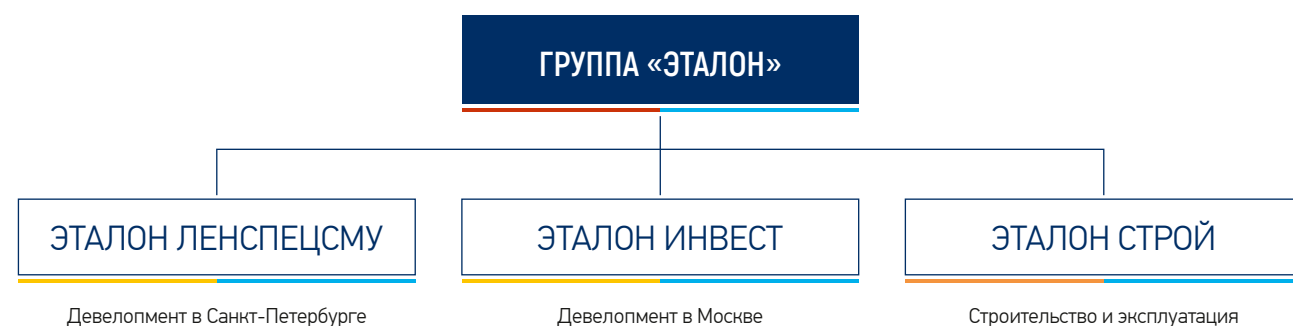 ГРУППА «ЭТАЛОН»
ЭТАЛОН ЛЕНСПЕЦСМУ
ЭТАЛОН ИНВЕСТ
ЭТАЛОН СТРОЙ
Девелопмент в Санкт-Петербурге
Девелопмент в Москве
Строительство и эксплуатация